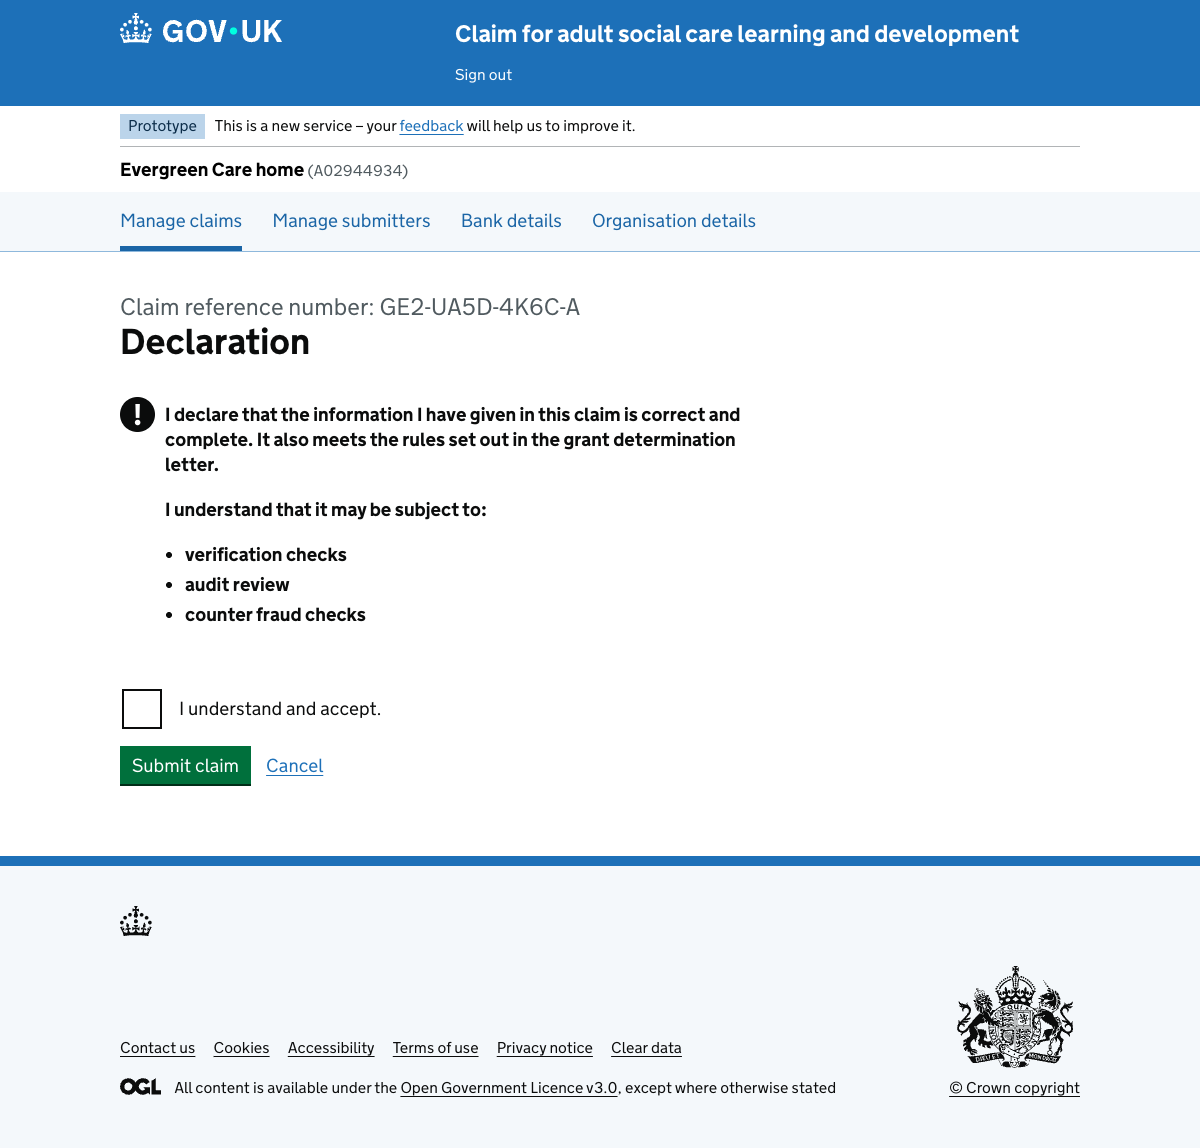 GOV·UK
Claim for adult social care learning and development
Sign out
Prototype This is a new service – your feedback will help us to improve it.
Evergreen Care home (A02944934)
Manage claims Manage submitters Bank details Organisation details
Claim reference number: GE2-UA5D-4K6C-A
Declaration
! I declare that the information I have given in this claim is correct and
complete. It also meets the rules set out in the grant determination
letter.
I understand that it may be subject to:
• verification checks
• audit review
• counter fraud checks
I understand and accept.
Submit claim Cancel
Contact us Cookies Accessibility Terms of use Privacy notice Clear data
OGL All content is available under the Open Government Licence v3.0, except where otherwise stated
© Crown copyright